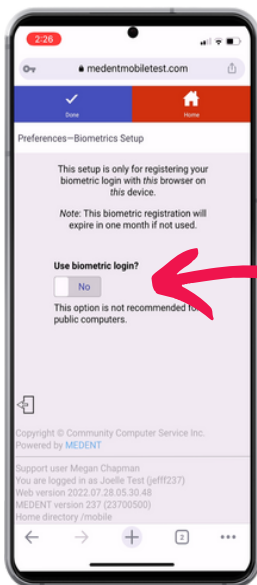 2:26
medentmobiletest.com
Done
Home
Preferences—Biometrics Setup
This setup is only for registering your
biometric login with this browser on
this device.
Note: This biometric registration will
expire in one month if not used.
Use biometric login?
No
This option is not recommended for
public computers.
Copyright © Community Computer Service Inc.
Powered by MEDENT
Support user Megan Chapman
You are logged in as Joelle Test (jefff237)
Web version 2022.07.28.05.30.48
MEDENT version 237 (23700500)
Home directory /mobile
2